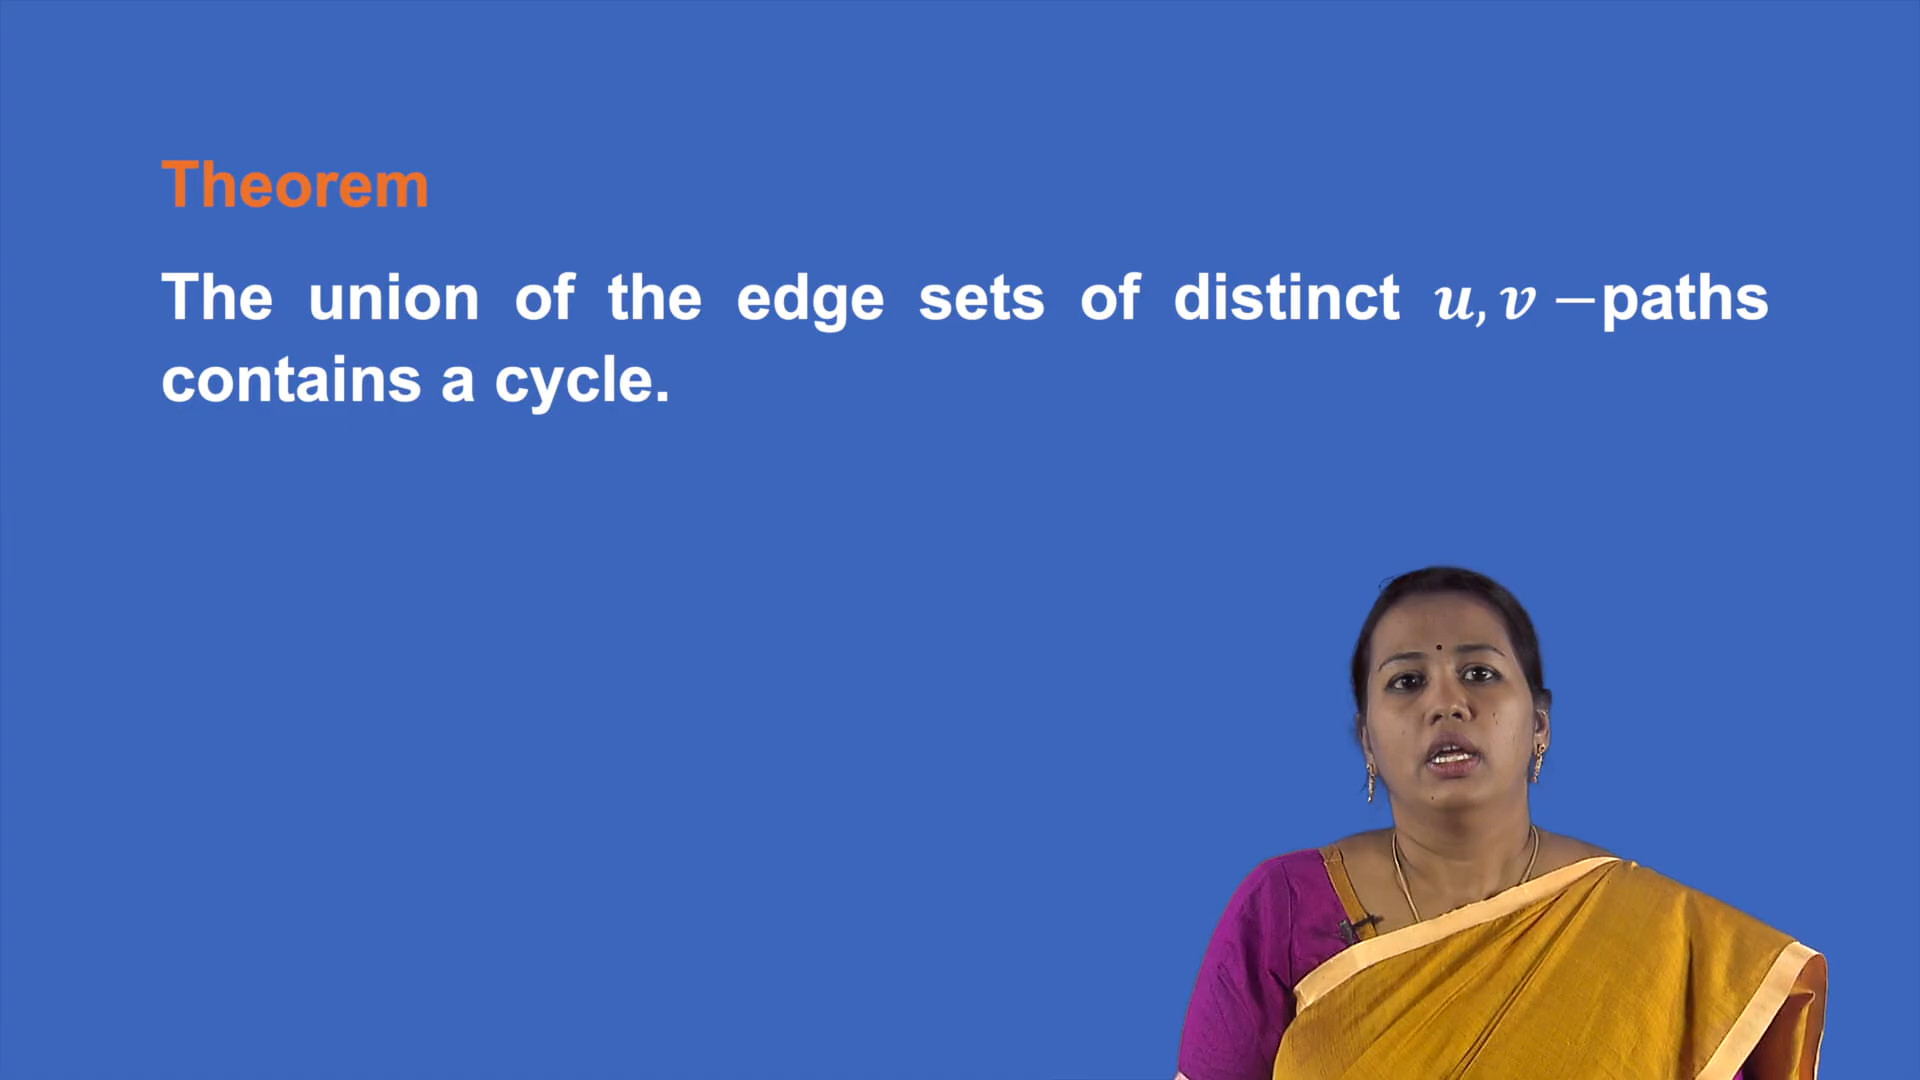 Theorem
The union of the edge sets of distinct 𝒖, 𝒗 −paths
contains a cycle.